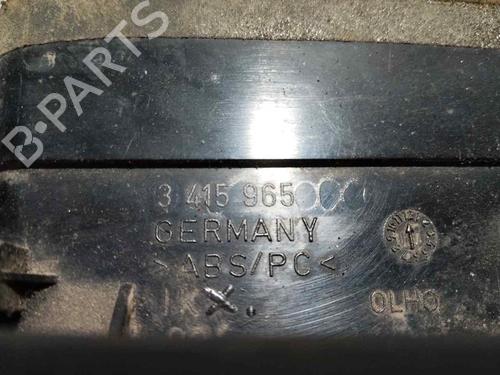 B-PARTS
3 415 965
GERMANY
>ABS/PC<
OLHO